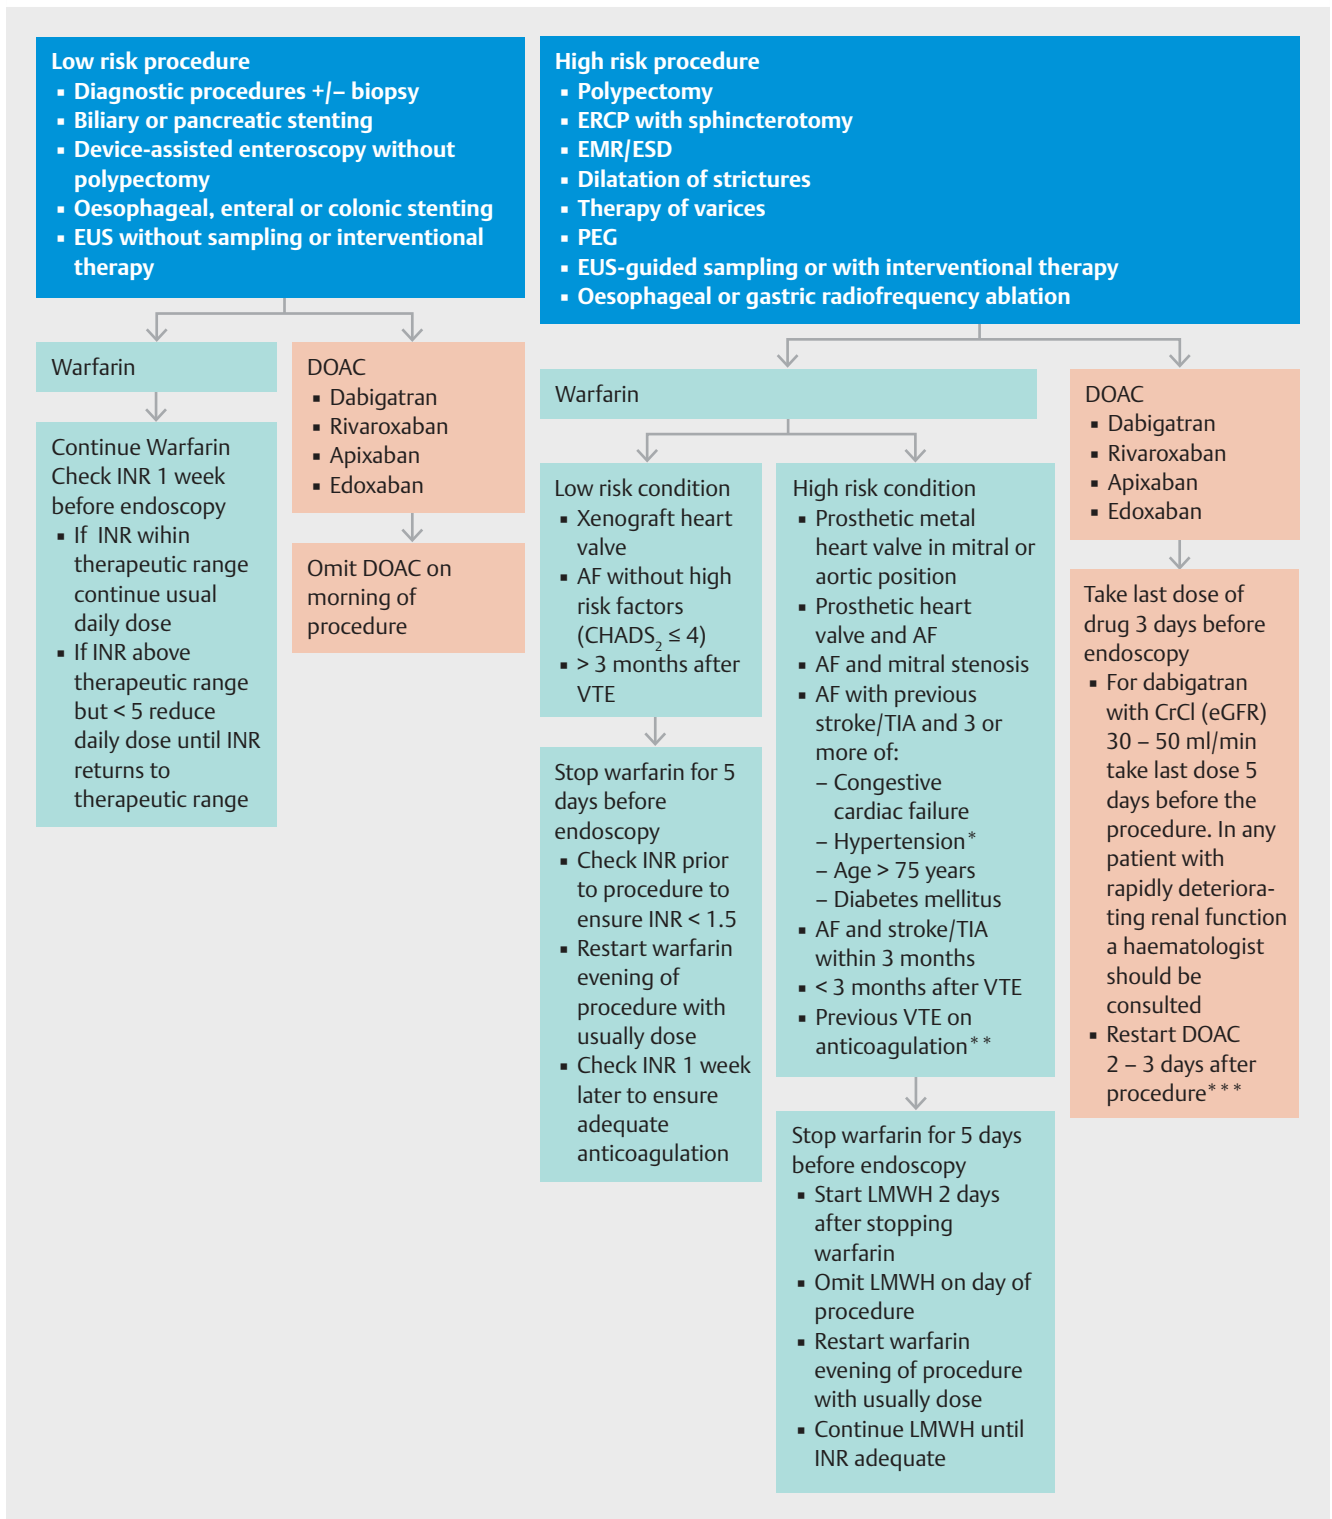 Low risk procedure
▪ Diagnostic procedures +/– biopsy
▪ Biliary or pancreatic stenting
▪ Device-assisted enteroscopy without
polypectomy
▪ Oesophageal, enteral or colonic stenting
▪ EUS without sampling or interventional
therapy
Warfarin
Continue Warfarin
Check INR 1 week
before endoscopy
▪ If INR wihin
therapeutic range
continue usual
daily dose
▪ If INR above
therapeutic range
but < 5 reduce
daily dose until INR
returns to
therapeutic range
DOAC
▪ Dabigatran
▪ Rivaroxaban
▪ Apixaban
▪ Edoxaban
Omit DOAC on
morning of
procedure
High risk procedure
▪ Polypectomy
▪ ERCP with sphincterotomy
▪ EMR/ESD
▪ Dilatation of strictures
▪ Therapy of varices
▪ PEG
▪ EUS-guided sampling or with interventional therapy
▪ Oesophageal or gastric radiofrequency ablation
Warfarin
Low risk condition
▪ Xenograft heart
valve
▪ AF without high
risk factors
(CHADS₂ ≤ 4)
▪ > 3 months after
VTE
Stop warfarin for 5
days before
endoscopy
▪ Check INR prior
to procedure to
ensure INR < 1.5
▪ Restart warfarin
evening of
procedure with
usually dose
▪ Check INR 1 week
later to ensure
adequate
anticoagulation
High risk condition
▪ Prosthetic metal
heart valve in mitral or
aortic position
▪ Prosthetic heart
valve and AF
▪ AF and mitral stenosis
▪ AF with previous
stroke/TIA and 3 or
more of:
– Congestive
cardiac failure
– Hypertension*
– Age > 75 years
– Diabetes mellitus
▪ AF and stroke/TIA
within 3 months
▪ < 3 months after VTE
▪ Previous VTE on
anticoagulation**
Stop warfarin for 5 days
before endoscopy
▪ Start LMWH 2 days
after stopping
warfarin
▪ Omit LMWH on day of
procedure
▪ Restart warfarin
evening of procedure
with usually dose
▪ Continue LMWH until
INR adequate
DOAC
▪ Dabigatran
▪ Rivaroxaban
▪ Apixaban
▪ Edoxaban
Take last dose of
drug 3 days before
endoscopy
▪ For dabigatran
with CrCl (eGFR)
30 – 50 ml/min
take last dose 5
days before the
procedure. In any
patient with
rapidly deteriora-
ting renal function
a haematologist
should be
consulted
▪ Restart DOAC
2 – 3 days after
procedure***